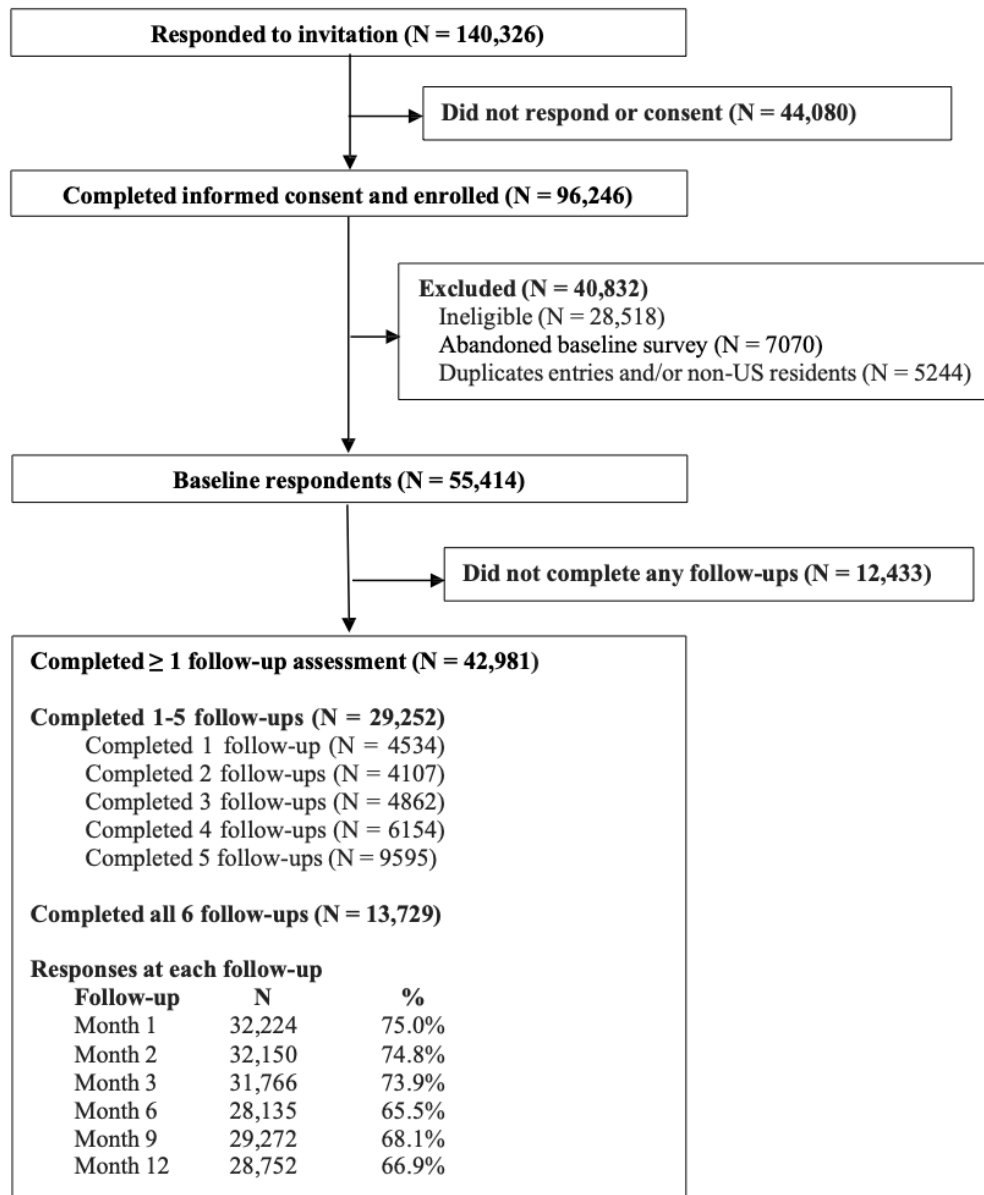 Responded to invitation (N = 140,326)
Did not respond or consent (N = 44,080)
Completed informed consent and enrolled (N = 96,246)
Excluded (N = 40,832)
Ineligible (N = 28,518)
Abandoned baseline survey (N = 7070)
Duplicates entries and/or non-US residents (N = 5244)
Baseline respondents (N = 55,414)
Did not complete any follow-ups (N = 12,433)
Completed ≥ 1 follow-up assessment (N = 42,981)
Completed 1-5 follow-ups (N = 29,252)
Completed 1 follow-up (N = 4534)
Completed 2 follow-ups (N = 4107)
Completed 3 follow-ups (N = 4862)
Completed 4 follow-ups (N = 6154)
Completed 5 follow-ups (N = 9595)
Completed all 6 follow-ups (N = 13,729)
Responses at each follow-up
Follow-up N %
Month 1 32,224 75.0%
Month 2 32,150 74.8%
Month 3 31,766 73.9%
Month 6 28,135 65.5%
Month 9 29,272 68.1%
Month 12 28,752 66.9%